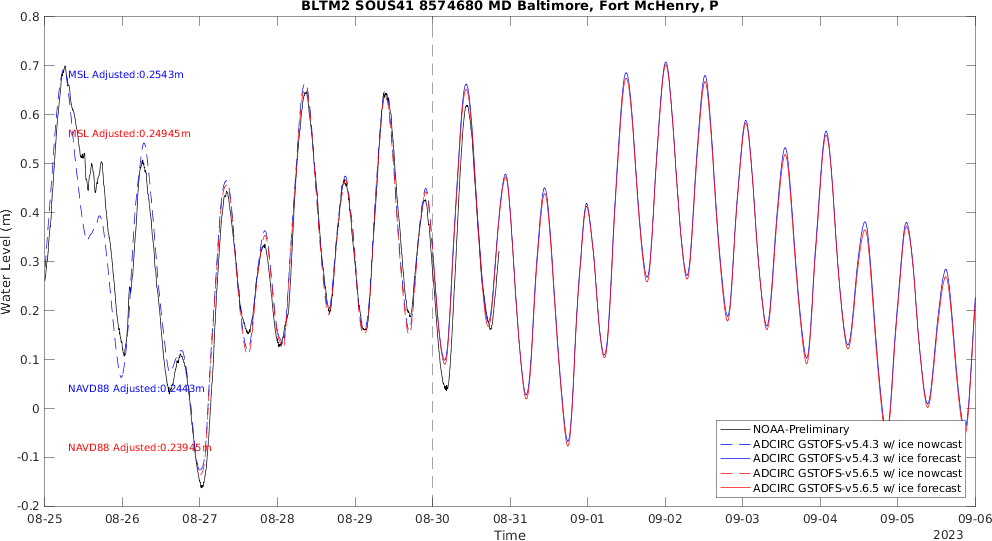 BLTM2 SOUS41 8574680 MD Baltimore, Fort McHenry, P
0.8
0.7
0.6
0.5
0.4
0.3
0.2
0.1
0
-0.1
-0.2
Water Level (m)
MSL Adjusted:0.2543m
MSL Adjusted:0.24945m
NAVD88 Adjusted:0.2443m
NAVD88 Adjusted:0.23945m
NOAA-Preliminary
ADCIRC GSTOFS-v5.4.3 w/ ice nowcast
ADCIRC GSTOFS-v5.4.3 w/ ice forecast
ADCIRC GSTOFS-v5.6.5 w/ ice nowcast
ADCIRC GSTOFS-v5.6.5 w/ ice forecast
08-25 08-26 08-27 08-28 08-29 08-30 08-31 09-01 09-02 09-03 09-04 09-05 09-06
Time
2023